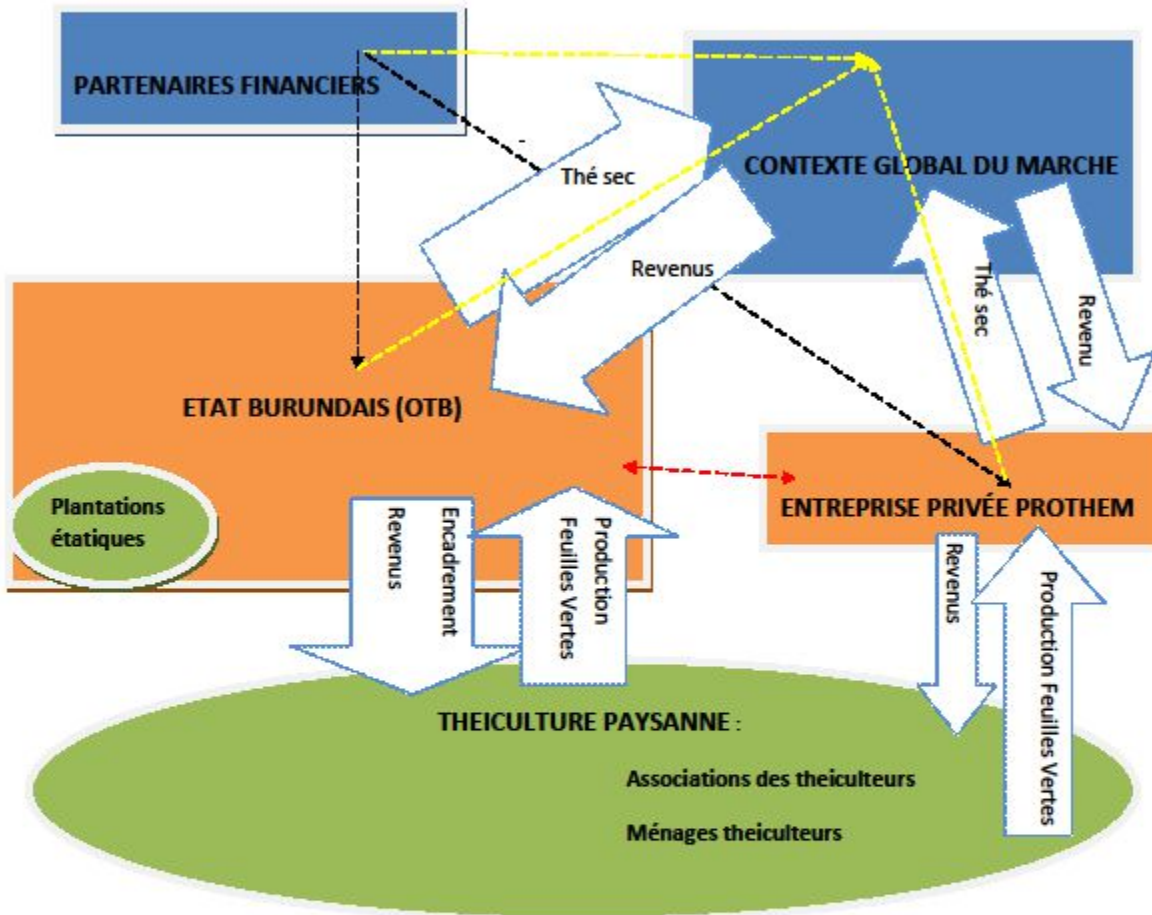 PARTENAIRES FINANCIERS
CONTEXTE GLOBAL DU MARCHE
Thé sec
Revenus
Thé sec
Revenu
ETAT BURUNDAIS (OTB)
ENTREPRISE PRIVÉE PROTHEM
Plantations
étatiques
Encadrement
Revenus
Production
Feuilles Vertes
Revenus
Production Feuilles Vertes
THEICULTURE PAYSANNE :
Associations des theiculteurs
Ménages theiculteurs